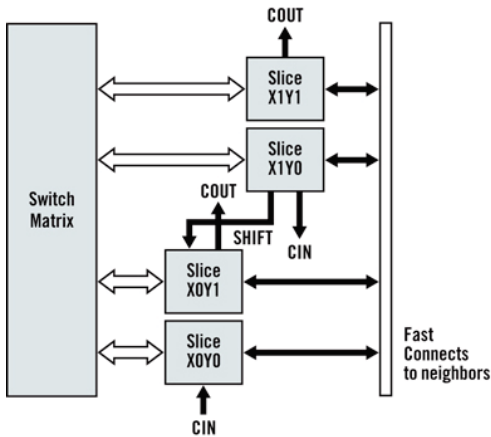 COUT
Slice
X1Y1
Slice
X1Y0
Switch
Matrix
COUT
SHIFT
CIN
Slice
X0Y1
Slice
X0Y0
Fast
Connects
to neighbors
CIN